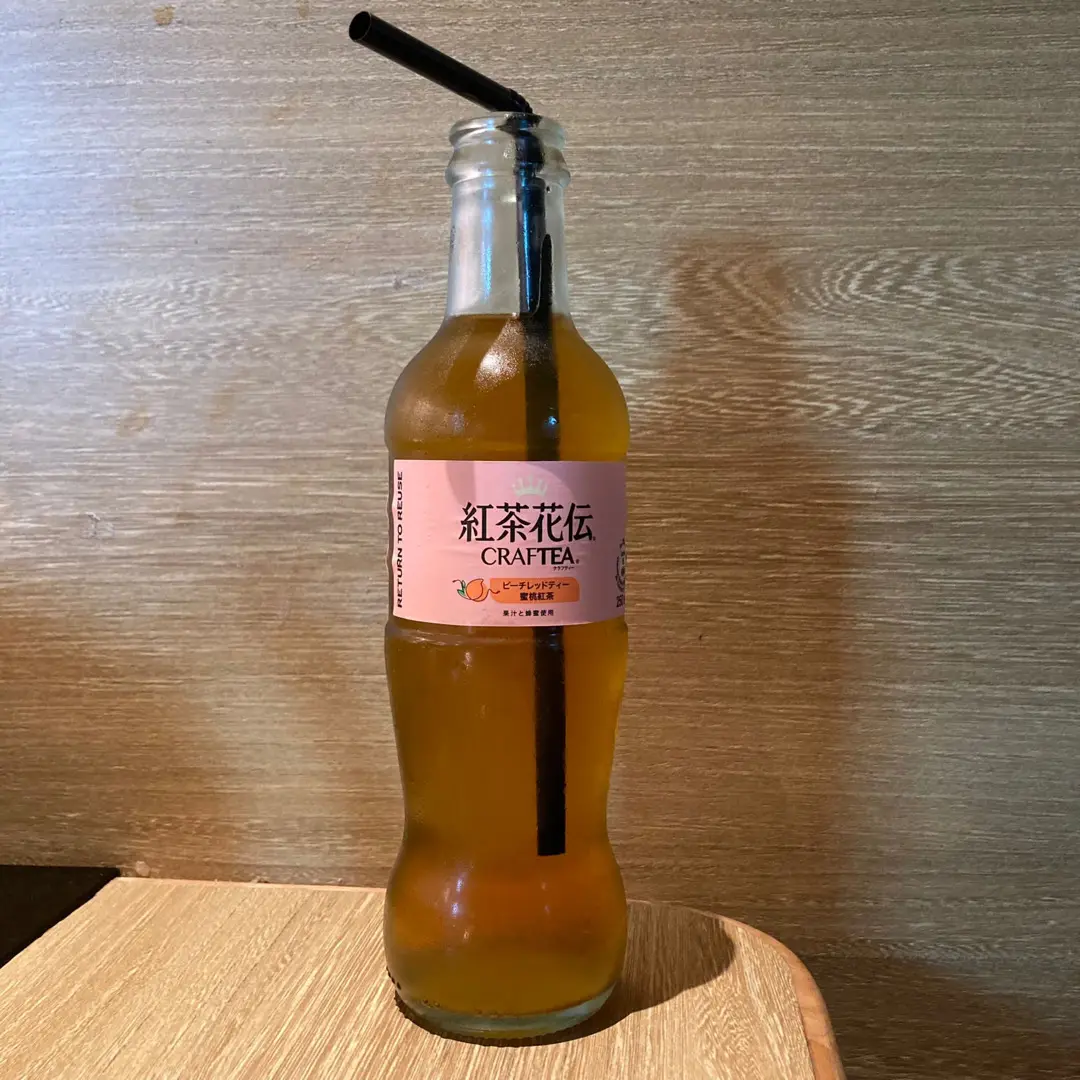 RETURN TO REUSE
紅茶花伝
CRAFTEA
クラフティー
ピーチレッドティー
蜜桃紅茶
果汁と蜂蜜使用